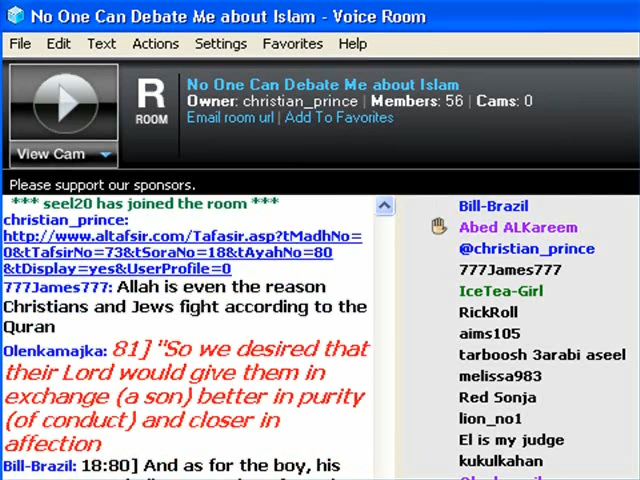 No One Can Debate Me about Islam - Voice Room
File Edit Text Actions Settings Favorites Help
R
ROOM
No One Can Debate Me about Islam
Owner: christian_prince | Members: 56 | Cams: 0
Email room url | Add To Favorites
View Cam
Please support our sponsors.
*** seel20 has joined the room ***
christian_prince:
http://www.altafsir.com/Tafasir.asp?tMadhNo=
0&tTafsirNo=73&tSoraNo=18&tAyahNo=80
&tDisplay=yes&UserProfile=0
777James777: Allah is even the reason
Christians and Jews fight according to the
Quran
Olenkamajka: 81] "So we desired that
their Lord would give them in
exchange (a son) better in purity
(of conduct) and closer in
affection
Bill-Brazil: 18:80] And as for the boy, his
Bill-Brazil
Abed ALKareem
@christian_prince
777James777
IceTea-Girl
RickRoll
aims105
tarboosh 3arabi aseel
melissa983
Red Sonja
lion_no1
El is my judge
kukulkahan